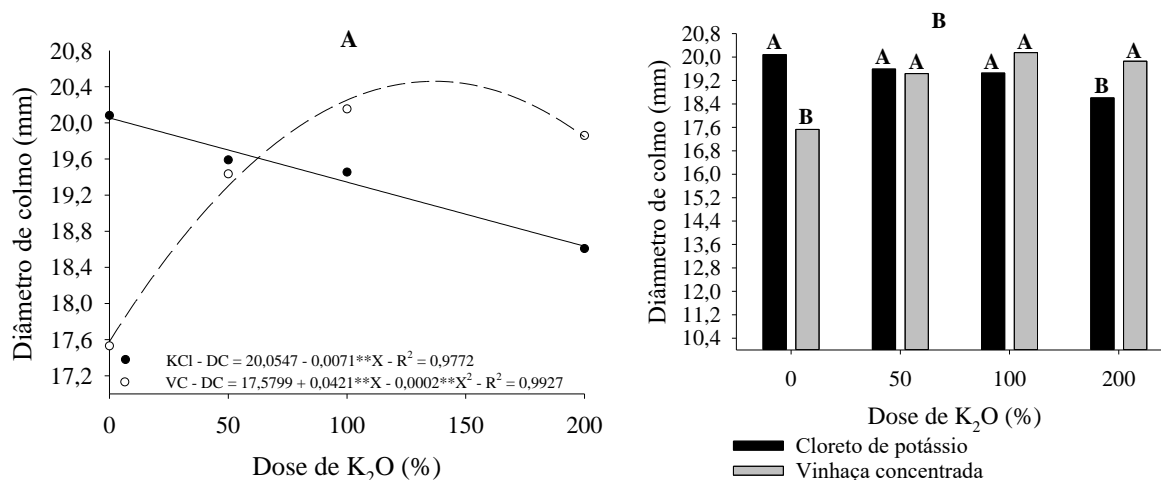 A
Diâmetro de colmo (mm)
20,8
20,4
20,0
19,6
19,2
18,8
18,4
18,0
17,6
17,2
KCl - DC = 20,0547 - 0,0071**X - R² = 0,9772
VC - DC = 17,5799 + 0,0421**X - 0,0002**X² - R² = 0,9927
0 50 100 150 200
Dose de K₂O (%)
B
Diâmnetro de colmo (mm)
20,8
20,0
19,2
18,4
17,6
16,8
16,0
15,2
14,4
13,6
12,8
12,0
11,2
10,4
A B A A A A B A
0 50 100 200
Dose de K₂O (%)
Cloreto de potássio
Vinhaça concentrada